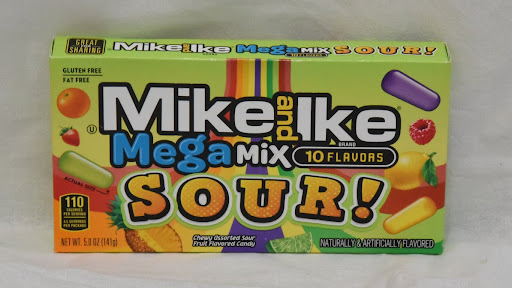 GREAT for SHARING
Mike and Ike Mega MIX SOUR!
10 FLAVORS
GLUTEN FREE
FAT FREE
Mike and Ike
BRAND
Mega MIX 10 FLAVORS
SOUR!
ACTUAL SIZE
110
CALORIES
PER SERVING
NET WT. 5.0 OZ (141g)
Chewy Assorted Sour
Fruit Flavored Candy
NATURALLY & ARTIFICIALLY FLAVORED